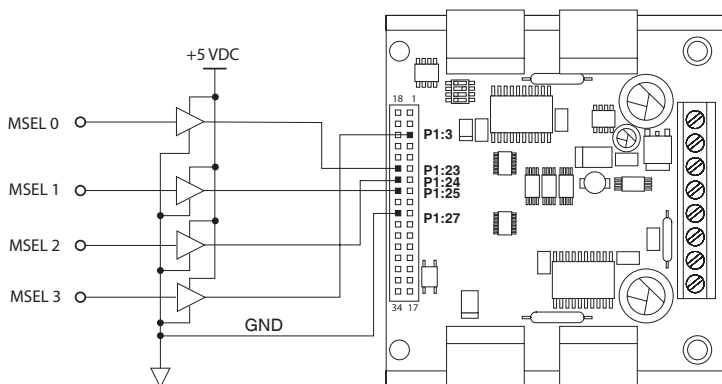 +5 VDC
18 1
MSEL 0
P1:3
P1:23
P1:24
MSEL 1
P1:25
P1:27
MSEL 2
MSEL 3
34 17
GND